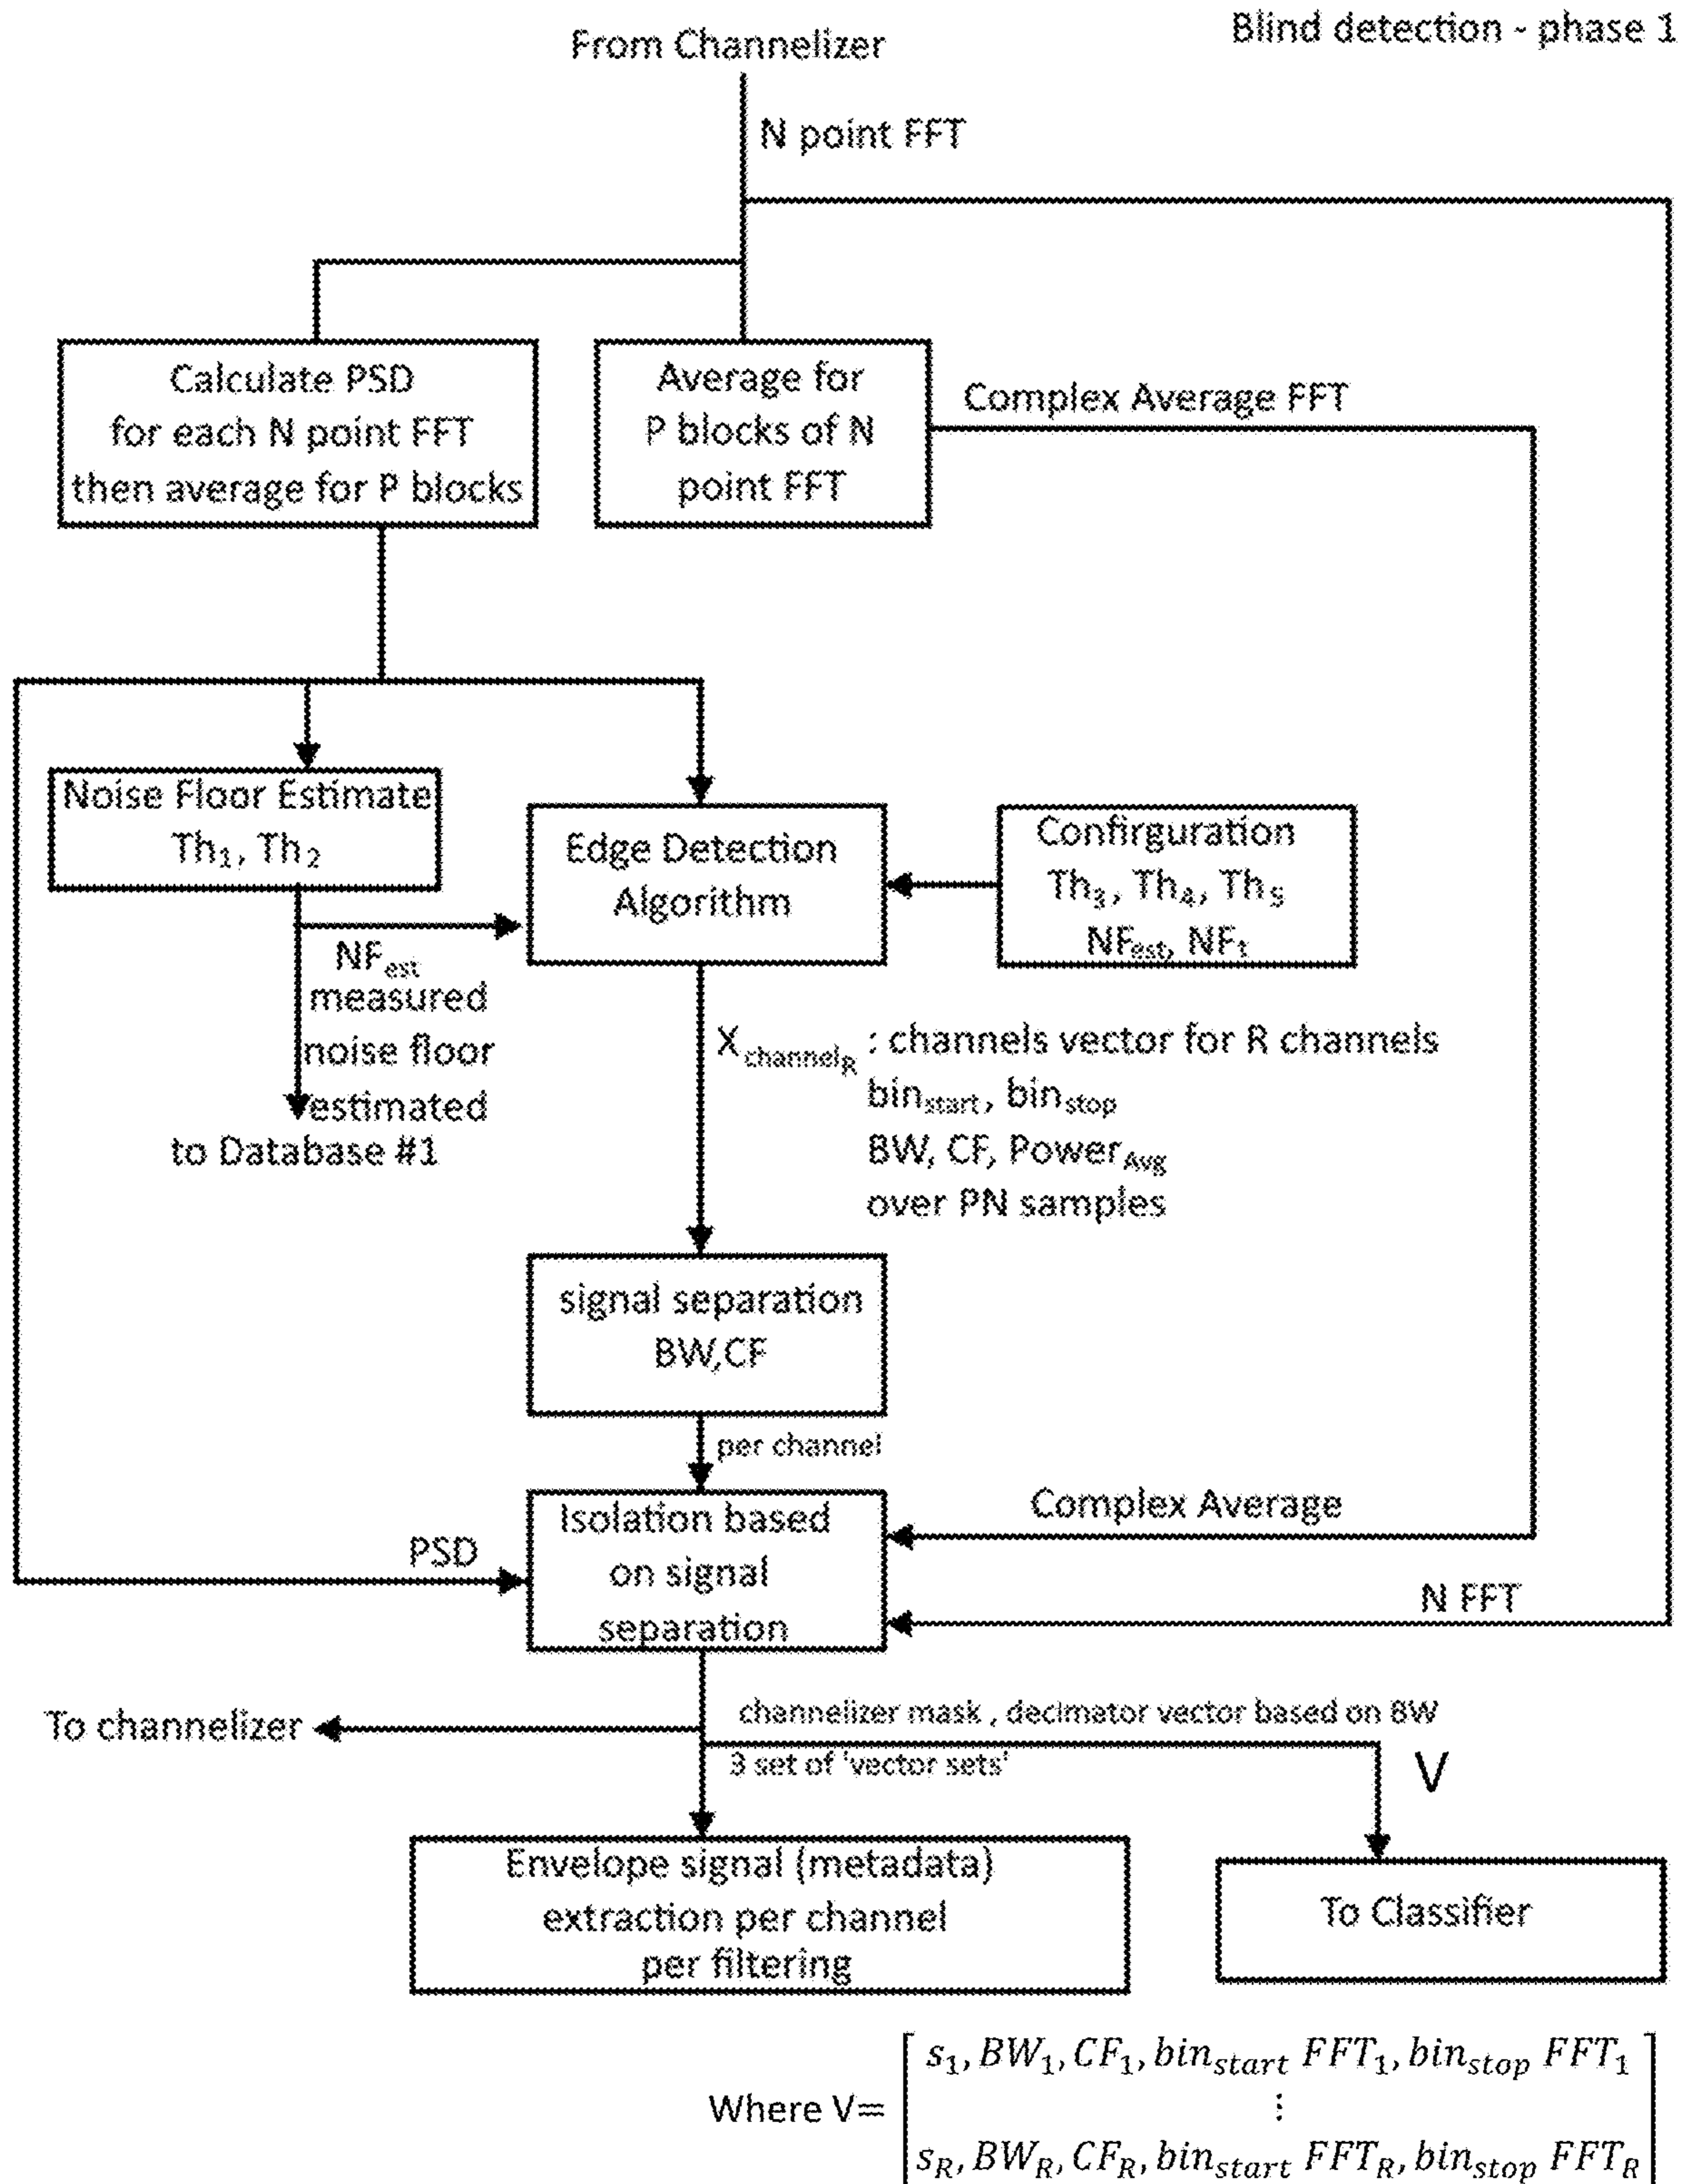 Blind detection - phase 1
From Channelizer
N point FFT
Calculate PSD
for each N point FFT
then average for P blocks
Average for
P blocks of N
point FFT
Complex Average FFT
Noise Floor Estimate
Th1, Th2
Edge Detection
Algorithm
Confirguration
Th3, Th4, Th5
NFest, NFt
NFest
measured
noise floor
estimated
to Database #1
XchannelR : channels vector for R channels
binstart, binstop
BW, CF, PowerAvg
over PN samples
signal separation
BW,CF
per channel
Isolation based
on signal
separation
Complex Average
PSD
N FFT
To channelizer
channelizer mask , decimator vector based on BW
3 set of 'vector sets'
V
Envelope signal (metadata)
extraction per channel
per filtering
To Classifier
s1, BW1, CF1, binstart FFT1, binstop FFT1
Where V= ⋮
sR, BWR, CFR, binstart FFTR, binstop FFTR